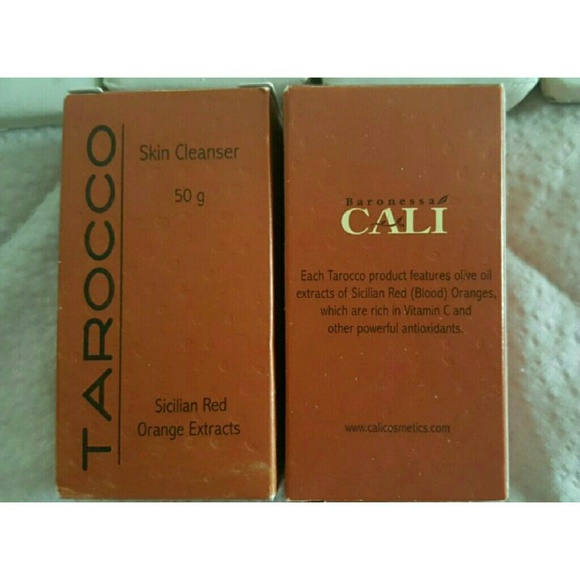 TAROCCO
Skin Cleanser
50 g
Sicilian Red
Orange Extracts
Baronessa
CALI
Each Tarocco product features olive oil
extracts of Sicilian Red (Blood) Oranges,
which are rich in Vitamin C and
other powerful antioxidants.
www.calicosmetics.com